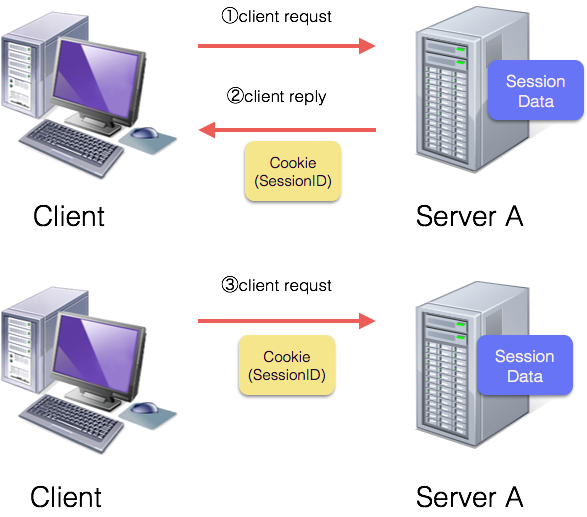 ①client requst
Session
Data
②client reply
Cookie
(SessionID)
Client
Server A
③client requst
Cookie
(SessionID)
Session
Data
Client
Server A